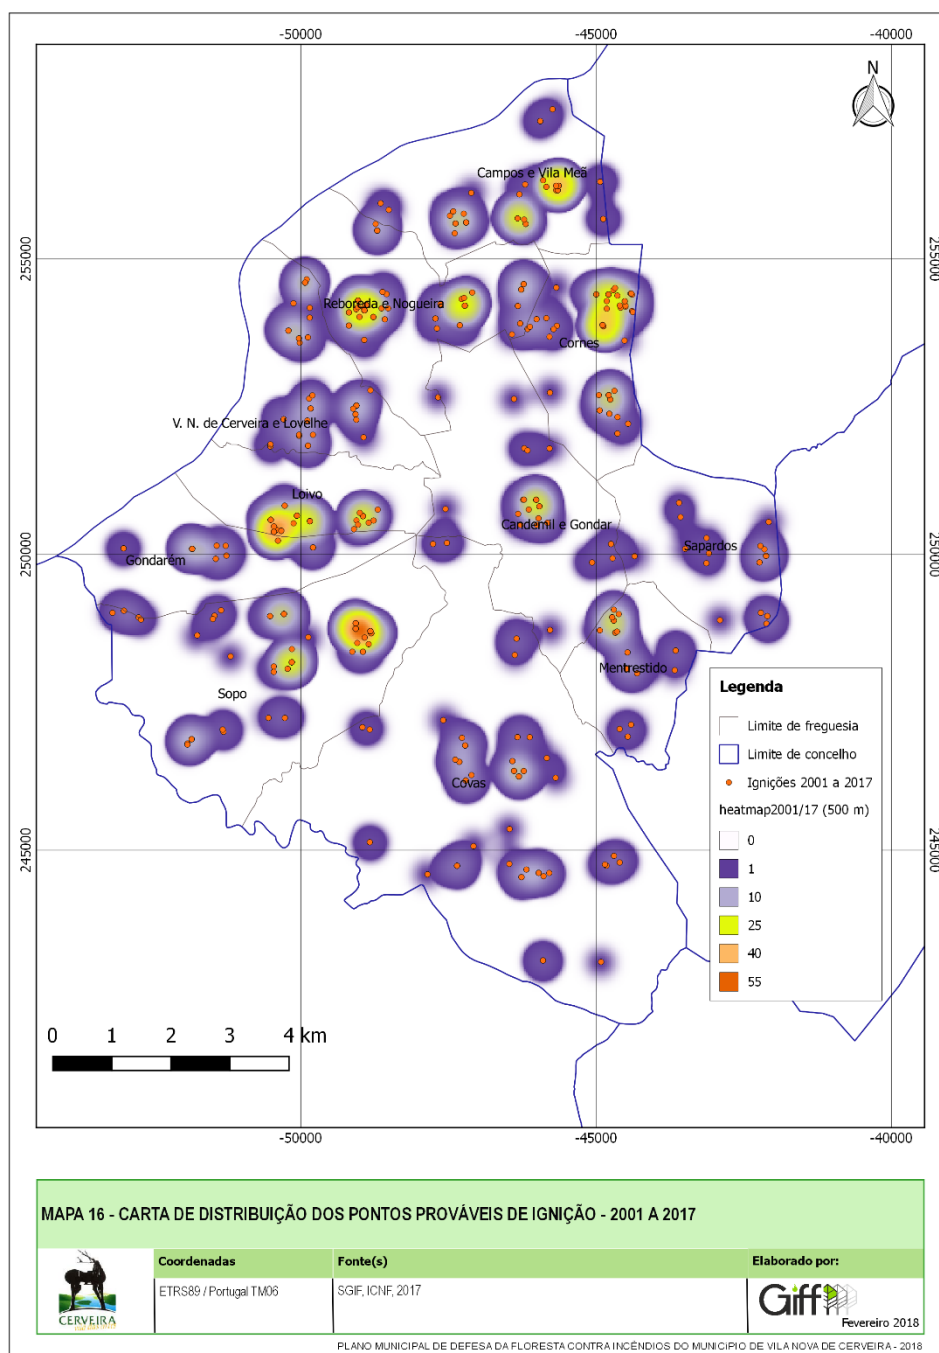 -50000 -45000 -40000
N
Campos e Vila Meã
255000 255000
Reboreda e Nogueira
Cornes
V. N. de Cerveira e Lovelhe
Loivo
Candemil e Gondar
Sapardos
250000 250000
Gondarém
Mentrestido
Sopo
Covas
245000 245000
Legenda
Limite de freguesia
Limite de concelho
Ignições 2001 a 2017
heatmap2001/17 (500 m)
0
1
10
25
40
55
0 1 2 3 4 km
-50000 -45000 -40000
MAPA 16 - CARTA DE DISTRIBUIÇÃO DOS PONTOS PROVÁVEIS DE IGNIÇÃO - 2001 A 2017
Coordenadas Fonte(s) Elaborado por:
ETRS89 / Portugal TM06 SGIF, ICNF, 2017
CERVEIRA
Giff
Fevereiro 2018
PLANO MUNICIPAL DE DEFESA DA FLORESTA CONTRA INCÊNDIOS DO MUNICIPIO DE VILA NOVA DE CERVEIRA - 2018